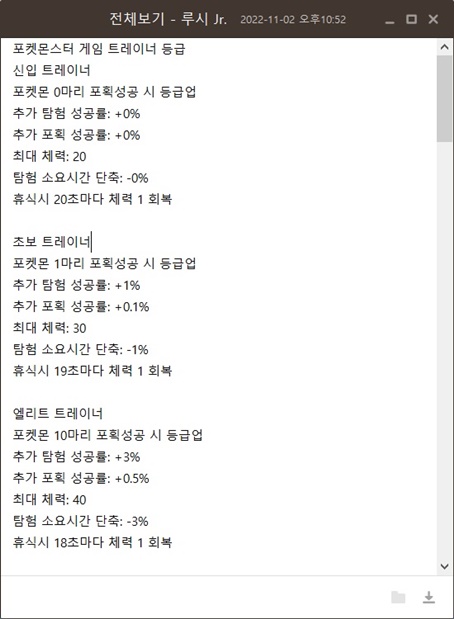 전체보기 - 루시 Jr. 2022-11-02 오후10:52
포켓몬스터 게임 트레이너 등급
신입 트레이너
포켓몬 0마리 포획성공 시 등급업
추가 탐험 성공률: +0%
추가 포획 성공률: +0%
최대 체력: 20
탐험 소요시간 단축: -0%
휴식시 20초마다 체력 1 회복
초보 트레이너
포켓몬 1마리 포획성공 시 등급업
추가 탐험 성공률: +1%
추가 포획 성공률: +0.1%
최대 체력: 30
탐험 소요시간 단축: -1%
휴식시 19초마다 체력 1 회복
엘리트 트레이너
포켓몬 10마리 포획성공 시 등급업
추가 탐험 성공률: +3%
추가 포획 성공률: +0.5%
최대 체력: 40
탐험 소요시간 단축: -3%
휴식시 18초마다 체력 1 회복